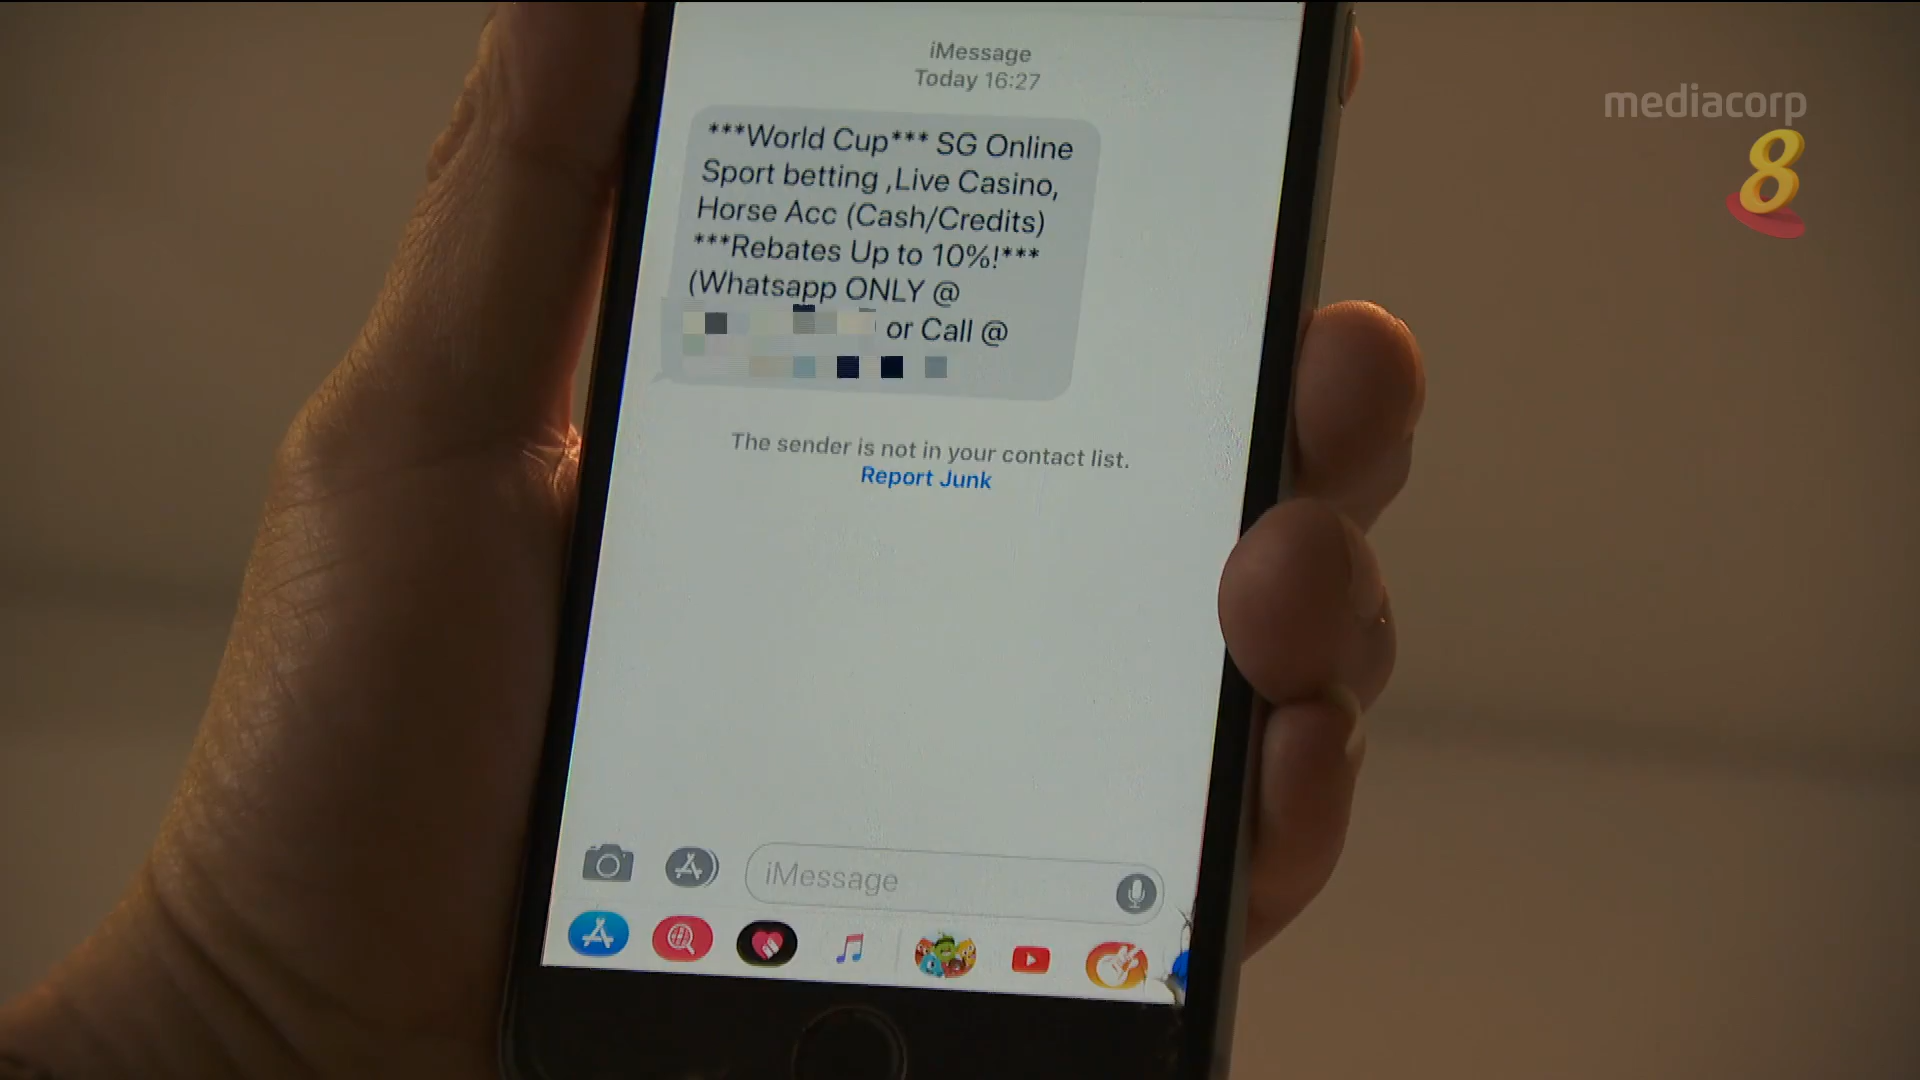 iMessage
Today 16:27
***World Cup*** SG Online
Sport betting ,Live Casino,
Horse Acc (Cash/Credits)
***Rebates Up to 10%!***
(Whatsapp ONLY @
or Call @
The sender is not in your contact list.
Report Junk
iMessage
mediacorp
8